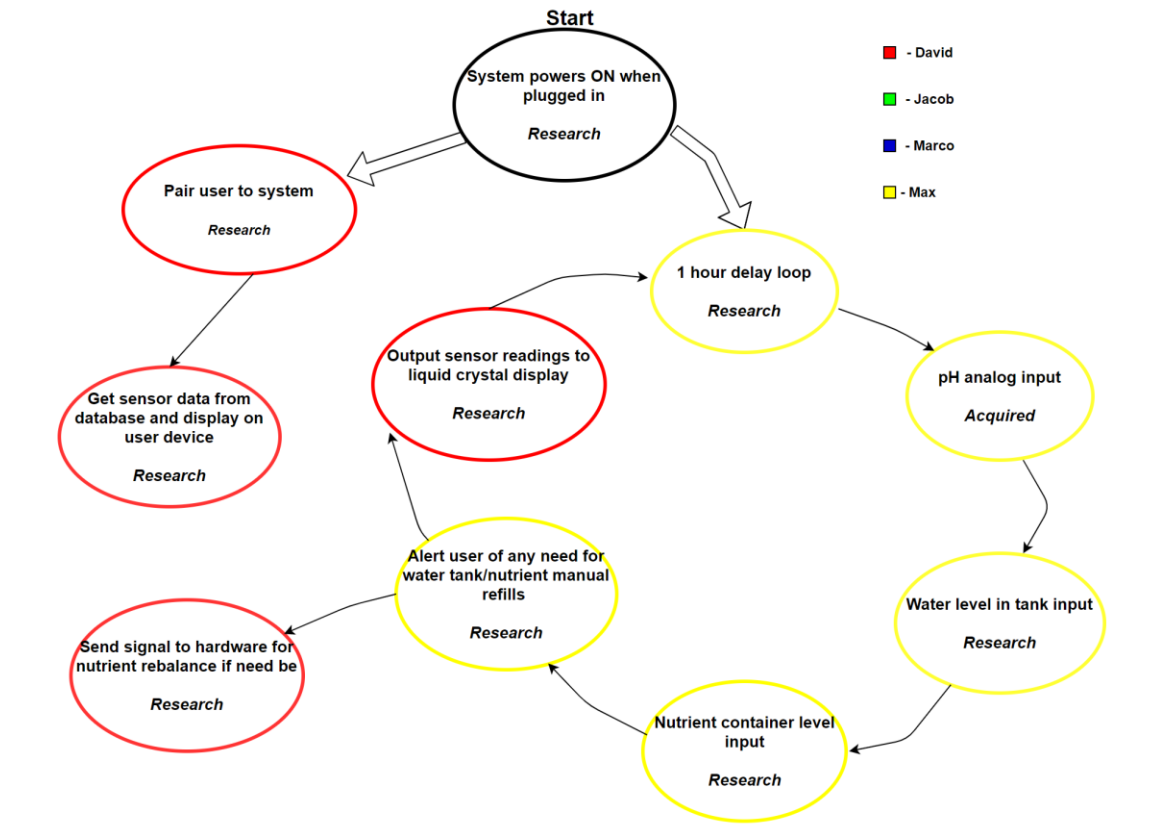 Start
System powers ON when
plugged in
Research
- David
- Jacob
- Marco
- Max
Pair user to system
Research
1 hour delay loop
Research
Output sensor readings to
liquid crystal display
Research
pH analog input
Acquired
Get sensor data from
database and display on
user device
Research
Alert user of any need for
water tank/nutrient manual
refills
Research
Water level in tank input
Research
Send signal to hardware for
nutrient rebalance if need be
Research
Nutrient container level
input
Research